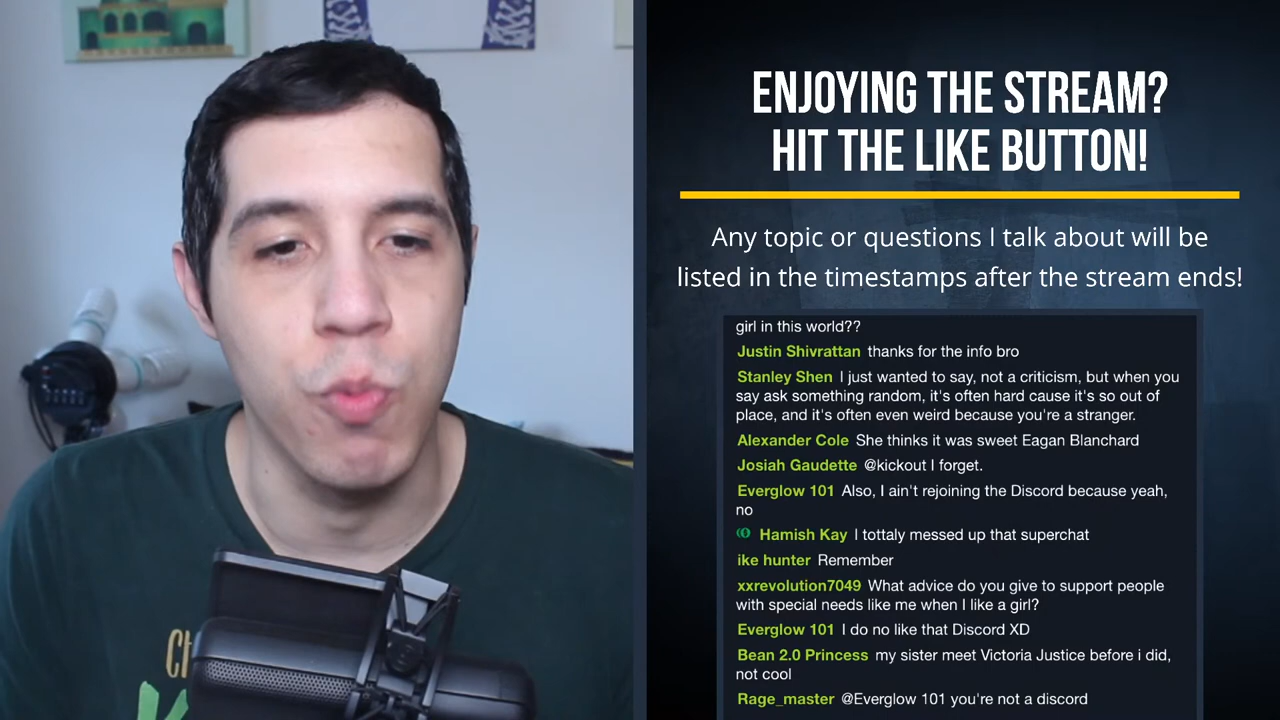 ENJOYING THE STREAM?
HIT THE LIKE BUTTON!
Any topic or questions I talk about will be
listed in the timestamps after the stream ends!
girl in this world??
Justin Shivrattan thanks for the info bro
Stanley Shen I just wanted to say, not a criticism, but when you
say ask something random, it's often hard cause it's so out of
place, and it's often even weird because you're a stranger.
Alexander Cole She thinks it was sweet Eagan Blanchard
Josiah Gaudette @kickout I forget.
Everglow 101 Also, I ain't rejoining the Discord because yeah,
no
Hamish Kay I tottaly messed up that superchat
ike hunter Remember
xxrevolution7049 What advice do you give to support people
with special needs like me when I like a girl?
Everglow 101 I do no like that Discord XD
Bean 2.0 Princess my sister meet Victoria Justice before i did,
not cool
Rage_master @Everglow 101 you're not a discord